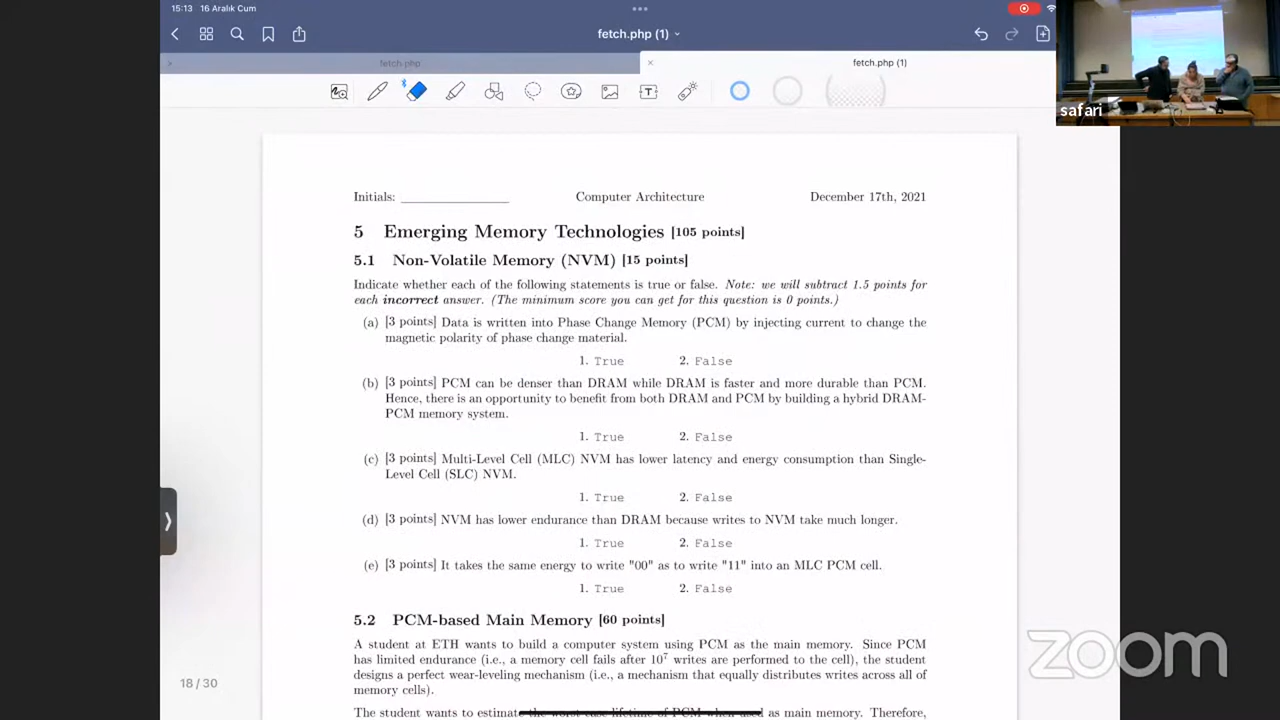 15:13 16 Aralık Cum
fetch.php (1)
fetch.php
fetch.php (1)
safari
Initials: Computer Architecture December 17th, 2021
5 Emerging Memory Technologies [105 points]
5.1 Non-Volatile Memory (NVM) [15 points]
Indicate whether each of the following statements is true or false. Note: we will subtract 1.5 points for
each incorrect answer. (The minimum score you can get for this question is 0 points.)
(a) [3 points] Data is written into Phase Change Memory (PCM) by injecting current to change the
magnetic polarity of phase change material.
1. True 2. False
(b) [3 points] PCM can be denser than DRAM while DRAM is faster and more durable than PCM.
Hence, there is an opportunity to benefit from both DRAM and PCM by building a hybrid DRAM-
PCM memory system.
1. True 2. False
(c) [3 points] Multi-Level Cell (MLC) NVM has lower latency and energy consumption than Single-
Level Cell (SLC) NVM.
1. True 2. False
(d) [3 points] NVM has lower endurance than DRAM because writes to NVM take much longer.
1. True 2. False
(e) [3 points] It takes the same energy to write "00" as to write "11" into an MLC PCM cell.
1. True 2. False
5.2 PCM-based Main Memory [60 points]
A student at ETH wants to build a computer system using PCM as the main memory. Since PCM
has limited endurance (i.e., a memory cell fails after 10⁷ writes are performed to the cell), the student
designs a perfect wear-leveling mechanism (i.e., a mechanism that equally distributes writes across all of
memory cells).
The student wants to estimate the worst-case lifetime of PCM when used as main memory. Therefore,
18 / 30
zoom